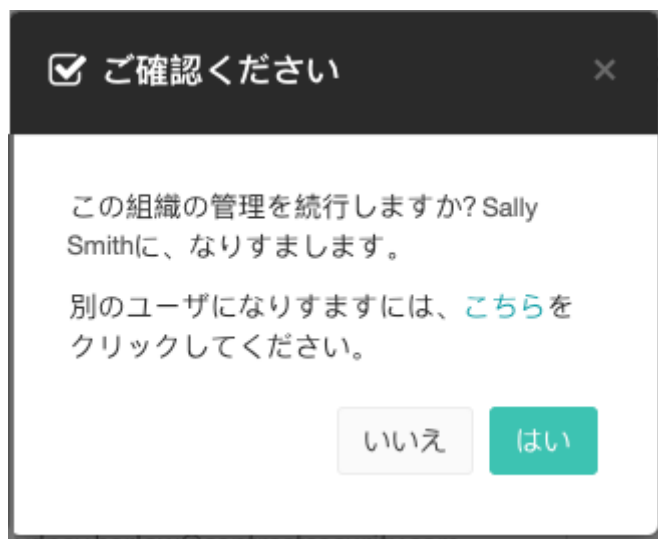 ご確認ください
この組織の管理を続行しますか? Sally
Smithに、なりすまします。
別のユーザになりすますには、こちらを
クリックしてください。
いいえ
はい